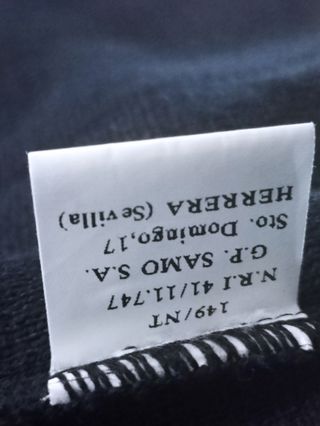 149/NT
N.R.I 41/11.747
G.P. SAMO S.A.
Sto. Domingo,17
HERRERA (Sevilla)